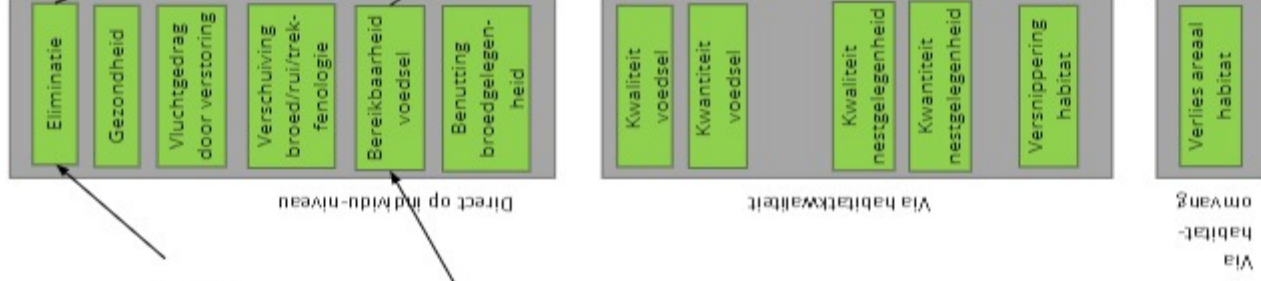 Eliminatie
Gezondheid
Vluchtgedrag
door verstoring
Verschuiving
broed/rui/trek-
fenologie
Bereikbaarheid
voedsel
Benutting
broedgelegen-
heid
Direct op individu-niveau
Kwaliteit
voedsel
Kwantiteit
voedsel
Kwaliteit
nestgelegenheid
Kwantiteit
nestgelegenheid
Versnippering
habitat
Via habitatkwaliteit
Verlies areaal
habitat
Via
habitat-
omvang